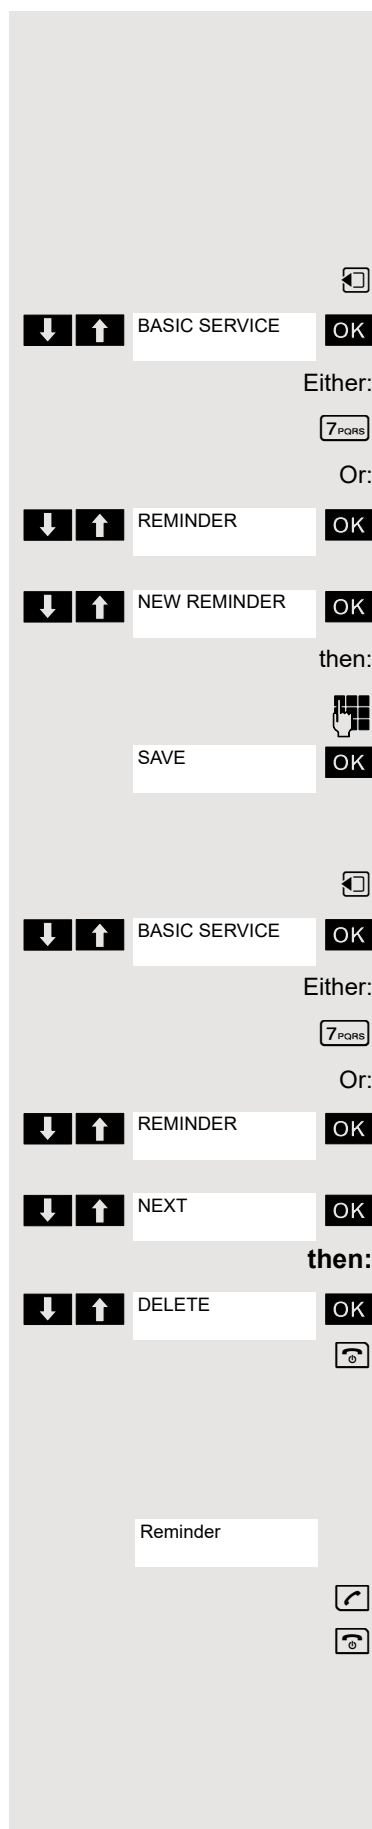 BASIC SERVICE OK
Either:
7PQRS
Or:
REMINDER OK
NEW REMINDER OK
then:
SAVE OK
BASIC SERVICE OK
Either:
7PQRS
Or:
REMINDER OK
NEXT OK
then:
DELETE OK
Reminder